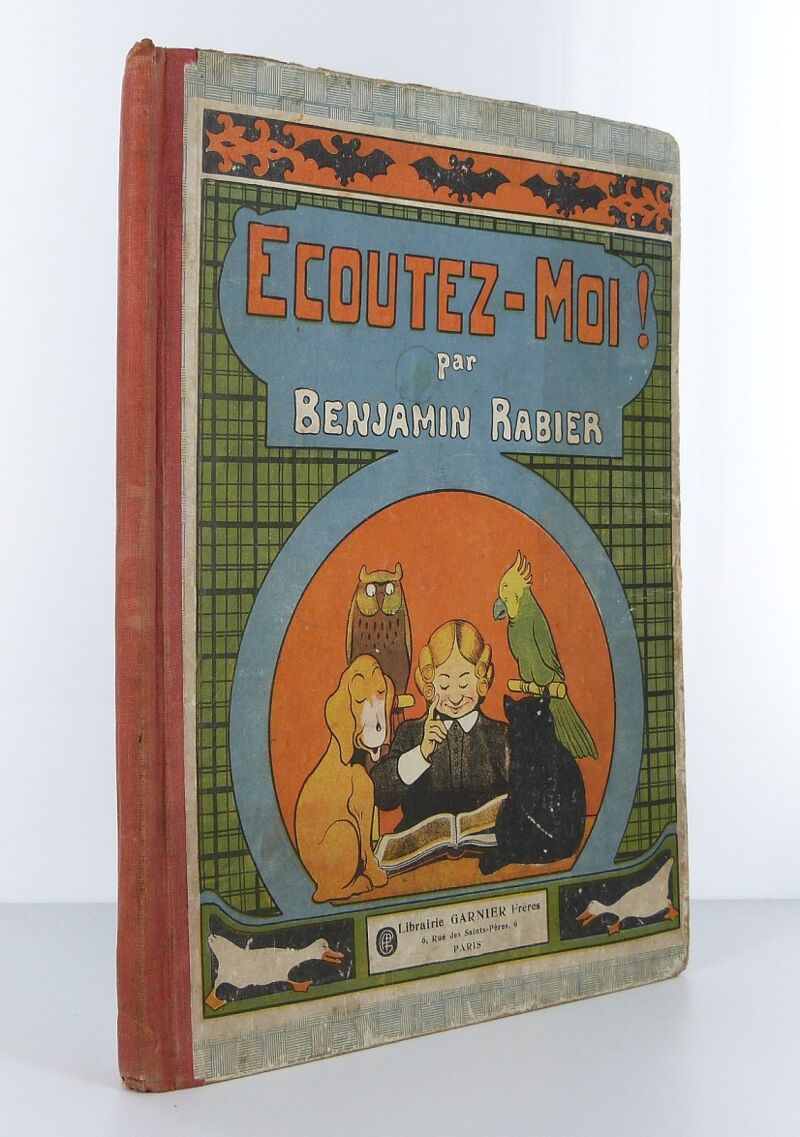 ECOUTEZ-MOI !
par
BENJAMIN RABIER
Librairie GARNIER Frères
6, Rue des Saints-Pères, 6
PARIS